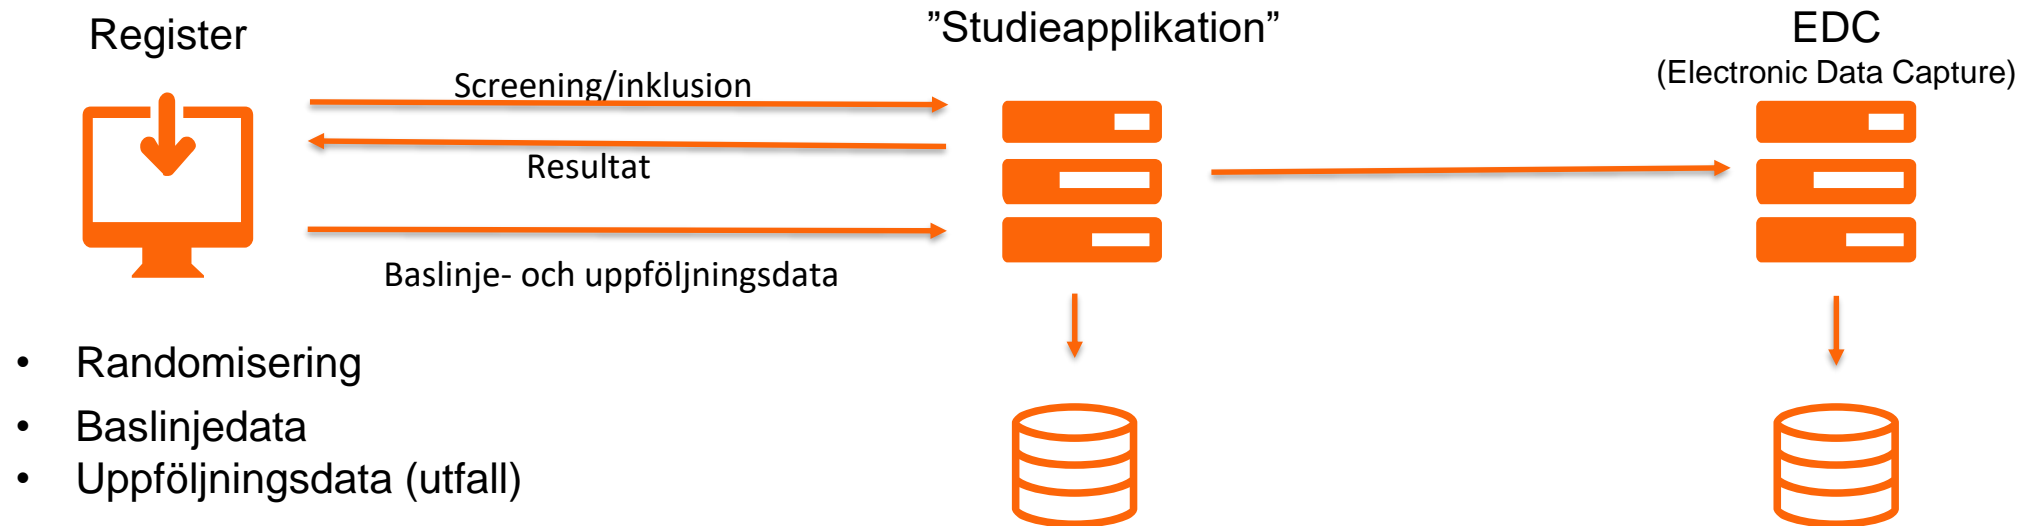 Register
”Studieapplikation”
EDC
(Electronic Data Capture)
Screening/inklusion
Resultat
Baslinje- och uppföljningsdata
• Randomisering
• Baslinjedata
• Uppföljningsdata (utfall)